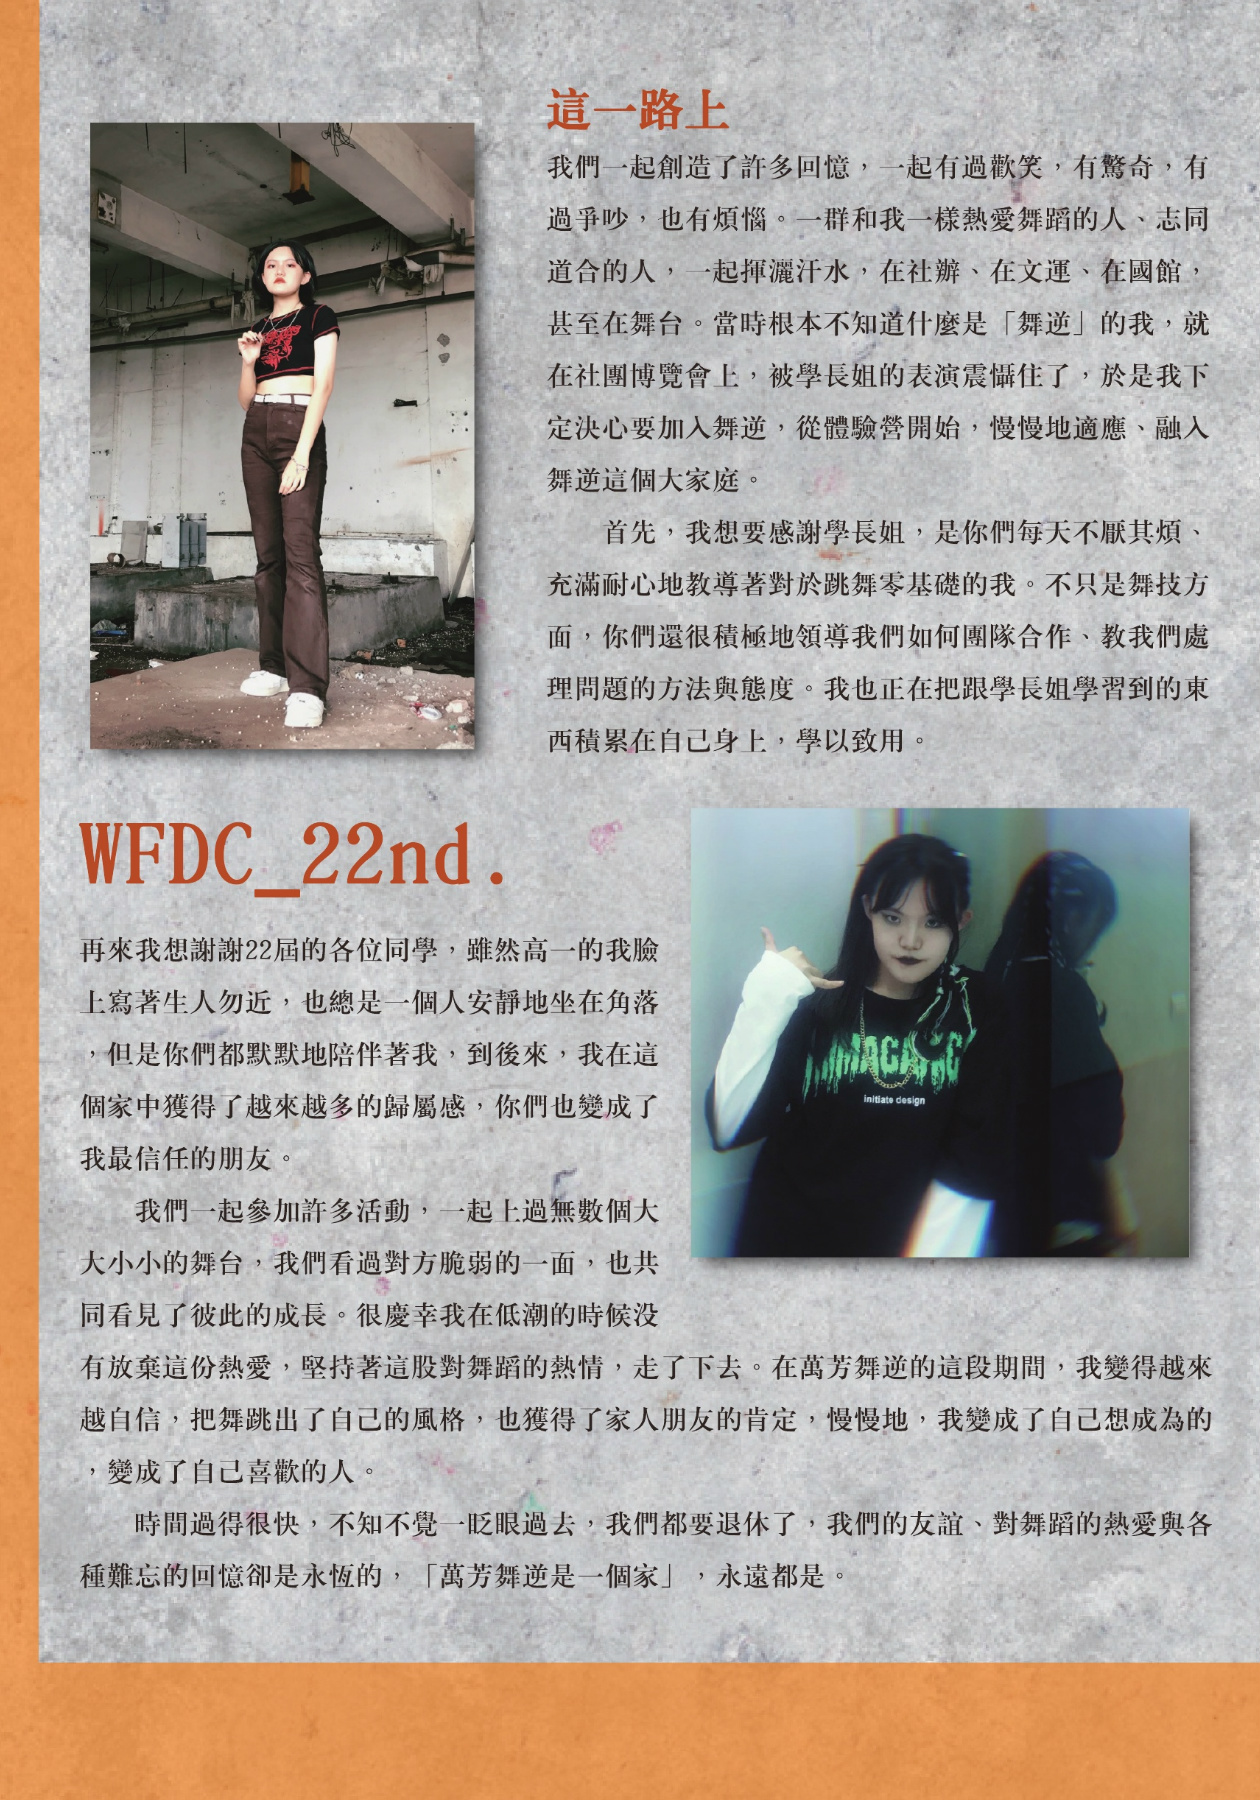 這一路上
我們一起創造了許多回憶，一起有過歡笑，有驚奇，有
過爭吵，也有煩惱。一群和我一樣熱愛舞蹈的人、志同
道合的人，一起揮灑汗水，在社辦、在文運、在國館，
甚至在舞台。當時根本不知道什麼是「舞逆」的我，就
在社團博覽會上，被學長姐的表演震懾住了，於是我下
定決心要加入舞逆，從體驗營開始，慢慢地適應、融入
舞逆這個大家庭。
首先，我想要感謝學長姐，是你們每天不厭其煩、
充滿耐心地教導著對於跳舞零基礎的我。不只是舞技方
面，你們還很積極地領導我們如何團隊合作、教我們處
理問題的方法與態度。我也正在把跟學長姐學習到的東
西積累在自己身上，學以致用。
WFDC_22nd.
再來我想謝謝22屆的各位同學，雖然高一的我臉
上寫著生人勿近，也總是一個人安靜地坐在角落
，但是你們都默默地陪伴著我，到後來，我在這
個家中獲得了越來越多的歸屬感，你們也變成了
我最信任的朋友。
我們一起參加許多活動，一起上過無數個大
大小小的舞台，我們看過對方脆弱的一面，也共
同看見了彼此的成長。很慶幸我在低潮的時候没
有放棄這份熱愛，堅持著這股對舞蹈的熱情，走了下去。在萬芳舞逆的這段期間，我變得越來
越自信，把舞跳出了自己的風格，也獲得了家人朋友的肯定，慢慢地，我變成了自己想成為的
，變成了自己喜歡的人。
時間過得很快，不知不覺一眨眼過去，我們都要退休了，我們的友誼、對舞蹈的熱愛與各
種難忘的回憶卻是永恆的，「萬芳舞逆是一個家」，永遠都是。
initiate design